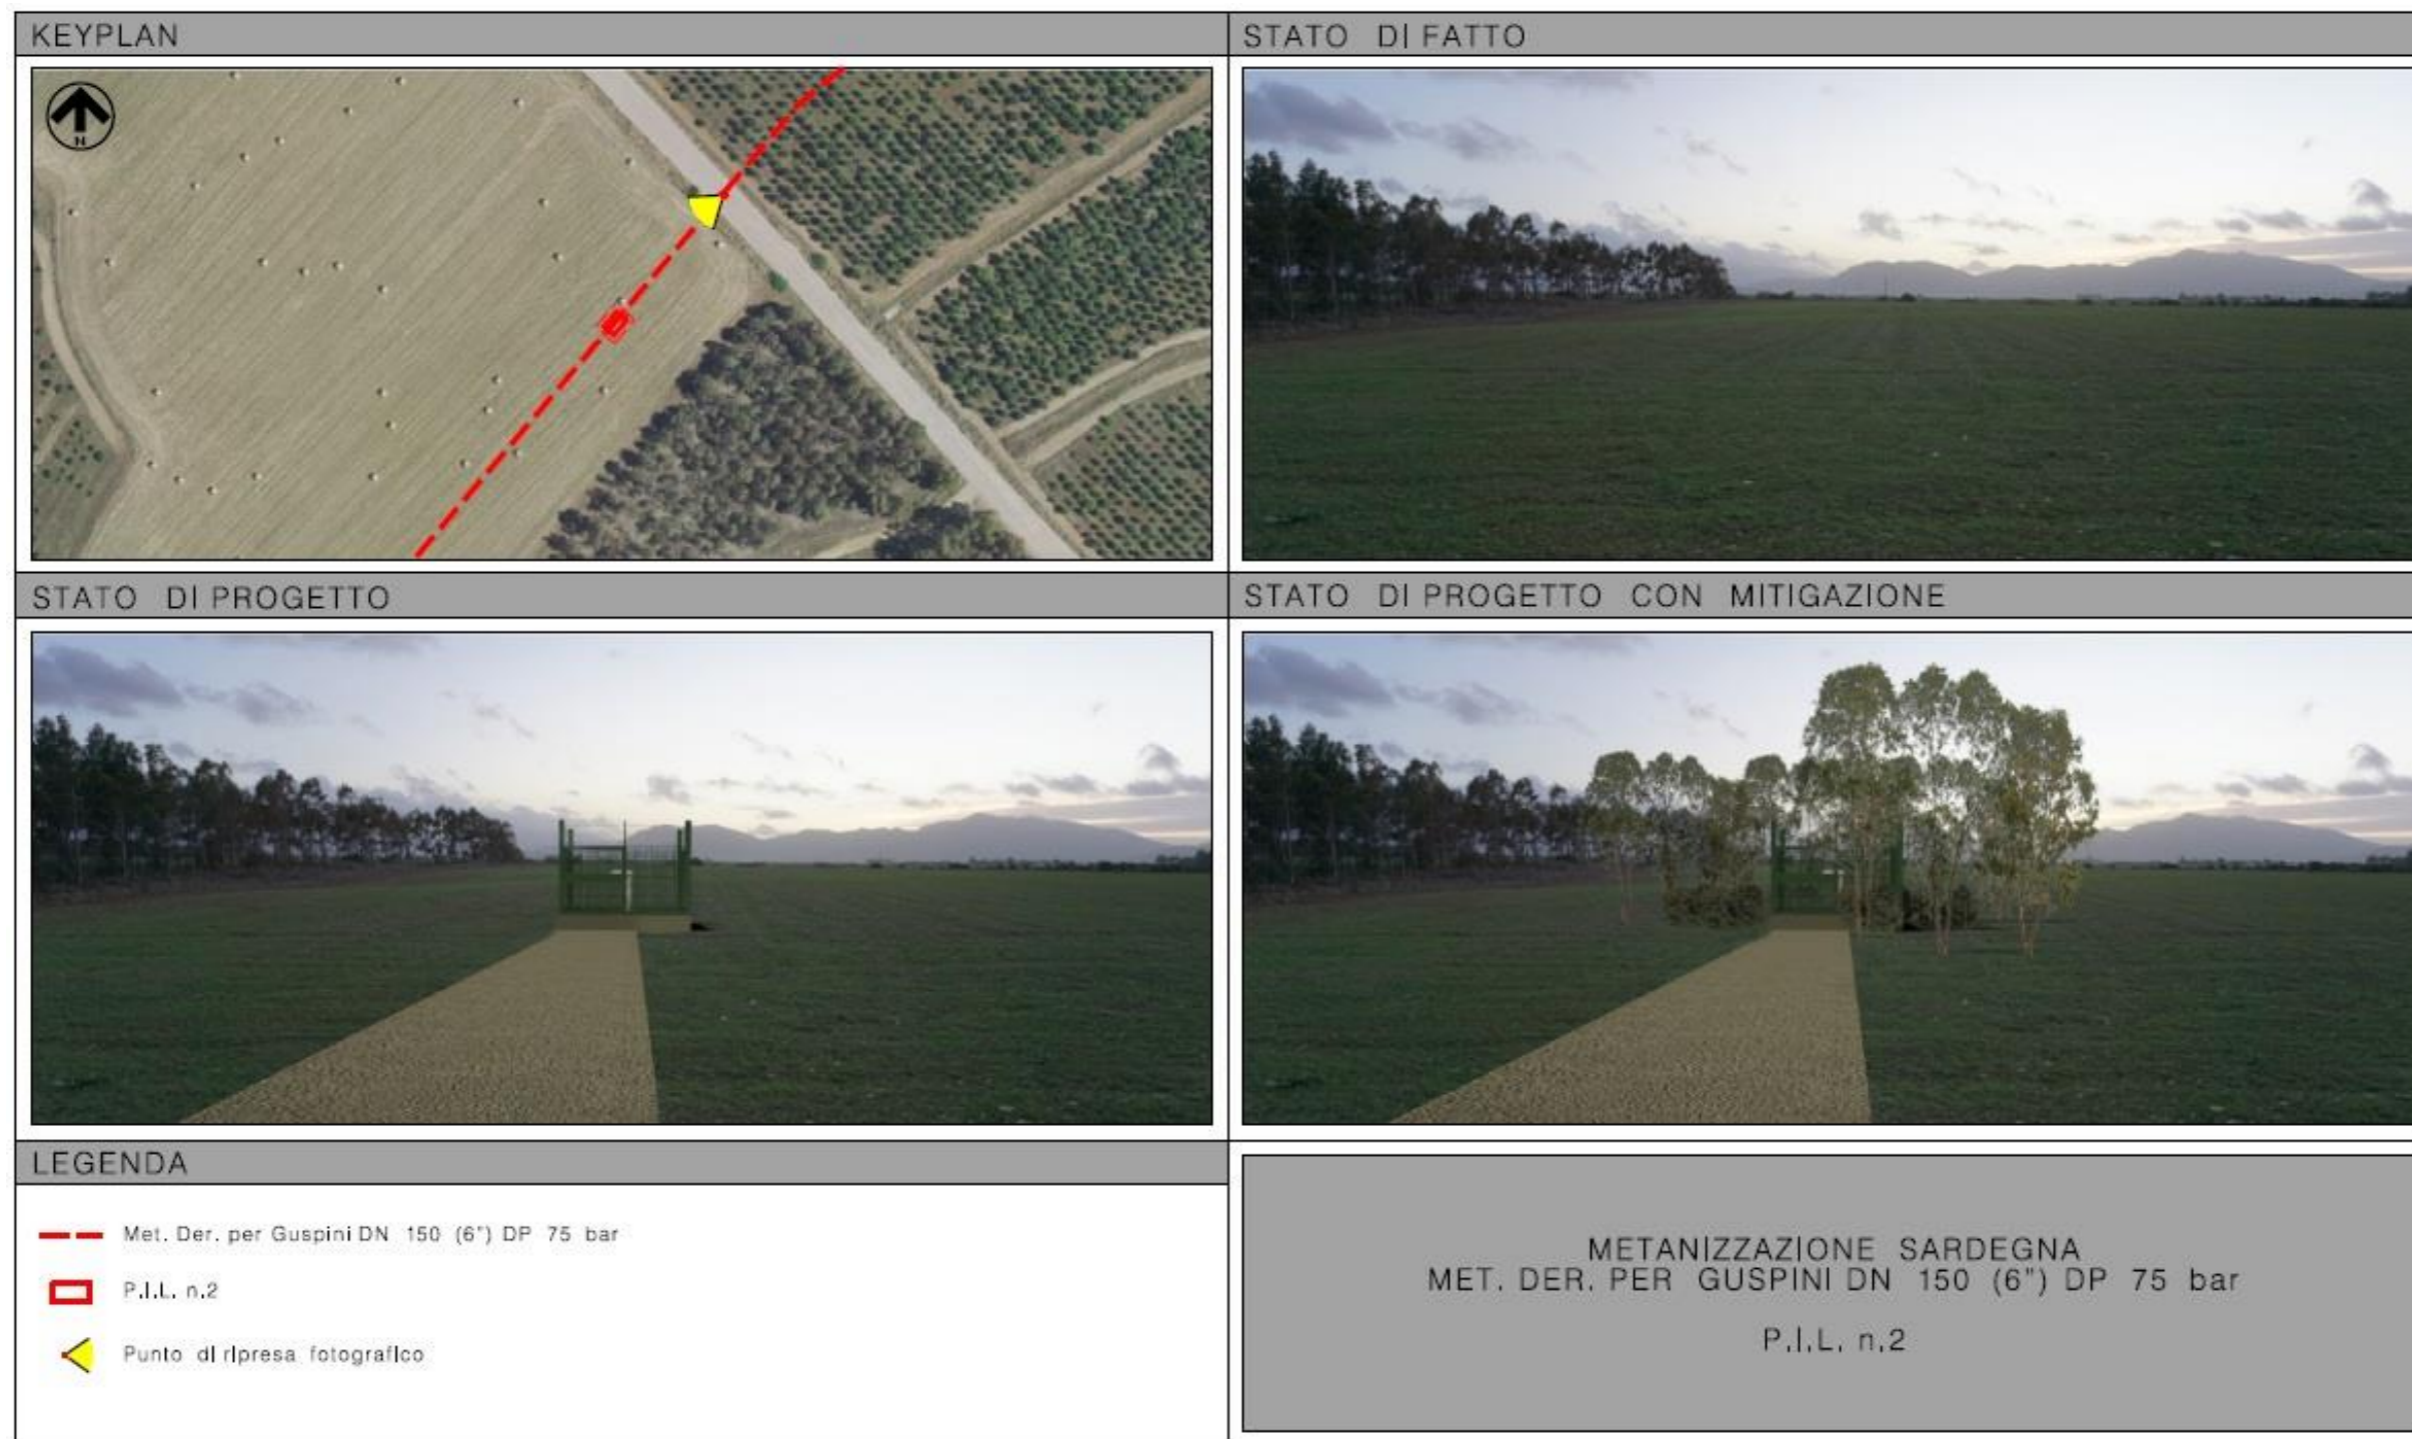 KEYPLAN
STATO DI FATTO
N
STATO DI PROGETTO
STATO DI PROGETTO CON MITIGAZIONE
LEGENDA
Met. Der. per Guspini DN 150 (6") DP 75 bar
P.I.L. n.2
Punto di ripresa fotografico
METANIZZAZIONE SARDEGNA
MET. DER. PER GUSPINI DN 150 (6") DP 75 bar
P.I.L. n.2